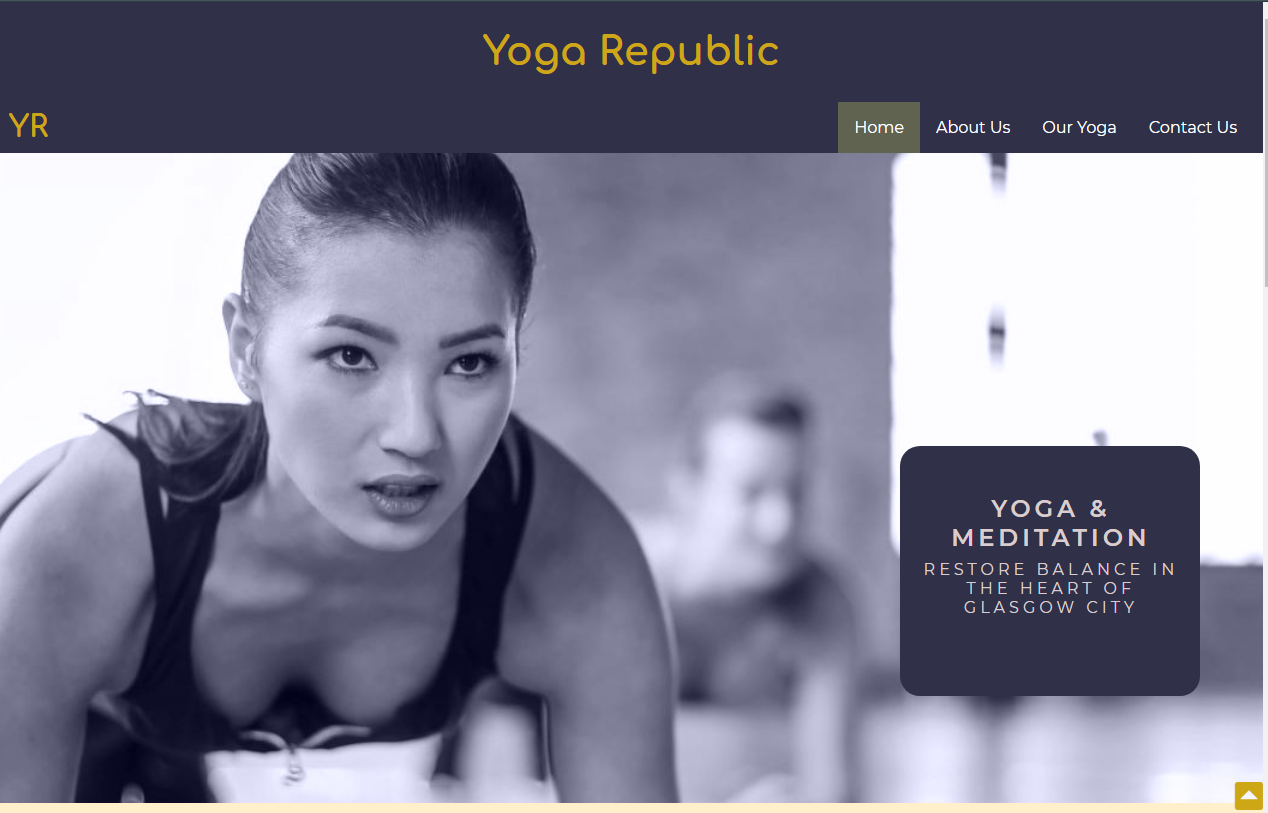 Yoga Republic
YR
Home About Us Our Yoga Contact Us
YOGA &
MEDITATION
RESTORE BALANCE IN
THE HEART OF
GLASGOW CITY